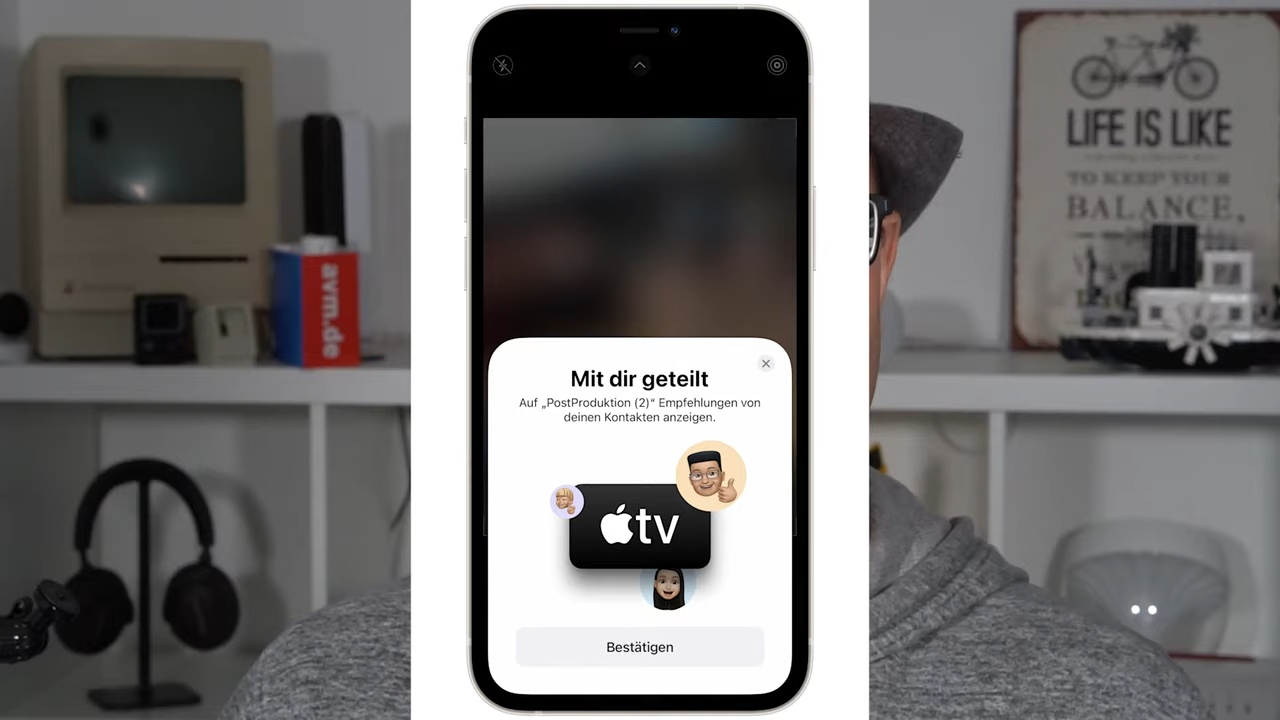 Mit dir geteilt
Auf „PostProduktion (2)“ Empfehlungen von
deinen Kontakten anzeigen.
tv
Bestätigen
avm.de
LIFE IS LIKE
TO KEEP YOUR
BALANCE,